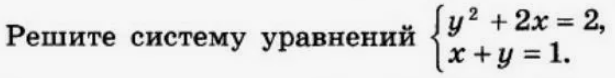 Решите систему уравнений { y² + 2x = 2,
x + y = 1.